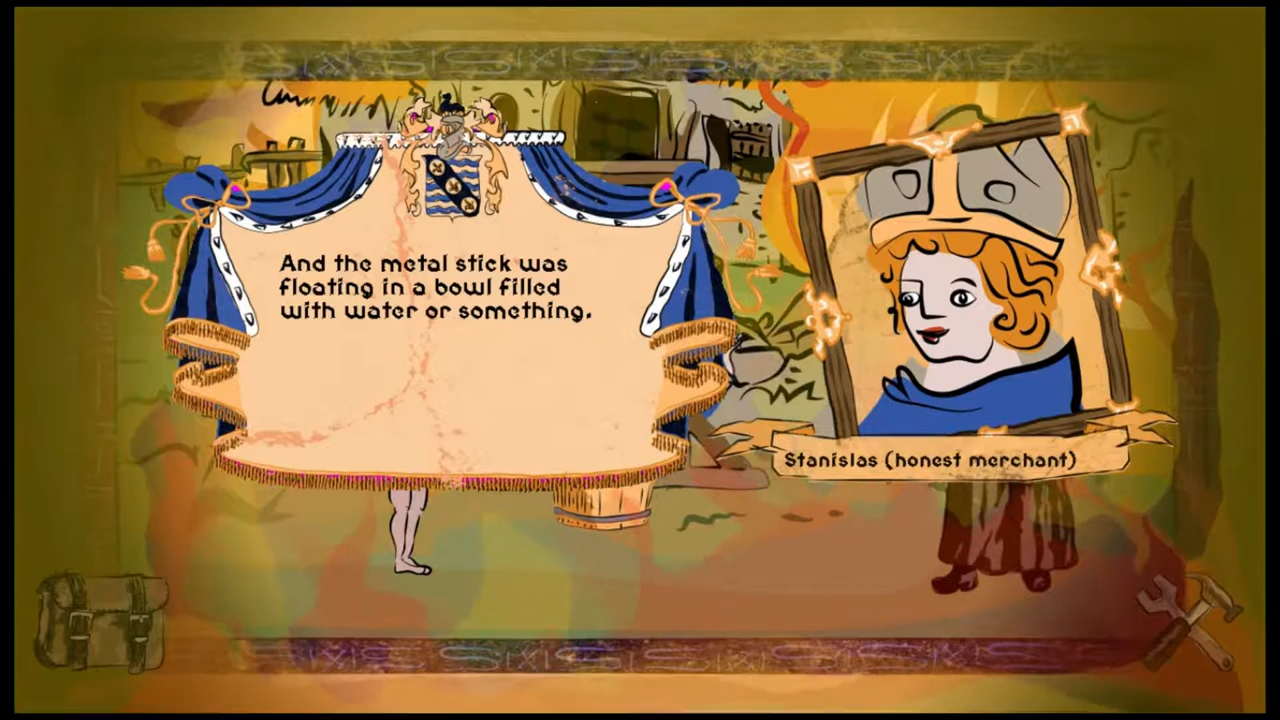 And the metal stick was
floating in a bowl filled
with water or something.
Stanislas (honest merchant)